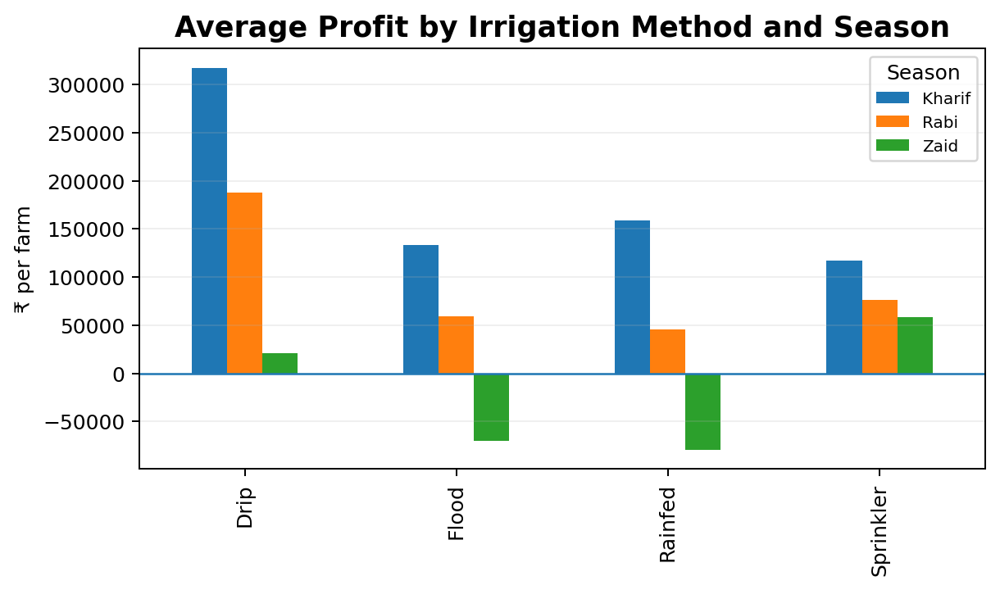 Average Profit by Irrigation Method and Season
₹ per farm
300000
250000
200000
150000
100000
50000
0
−50000
Season
Kharif
Rabi
Zaid
Drip
Flood
Rainfed
Sprinkler